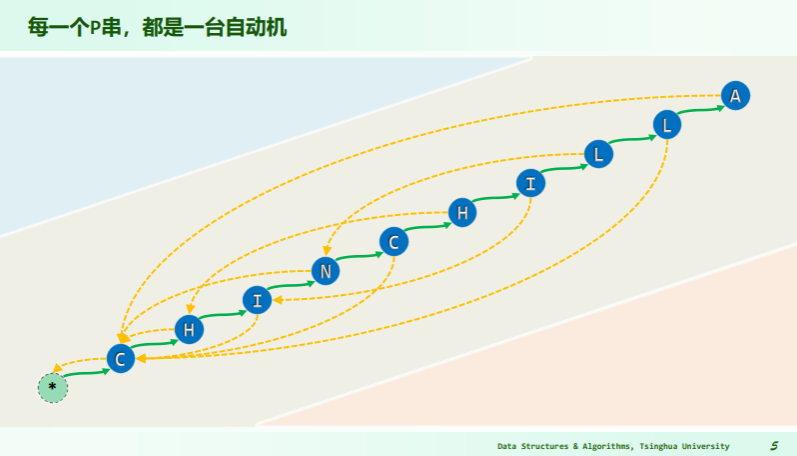 每一个P串，都是一台自动机
A
L
L
I
H
C
N
I
H
C
*
Data Structures & Algorithms, Tsinghua University
5